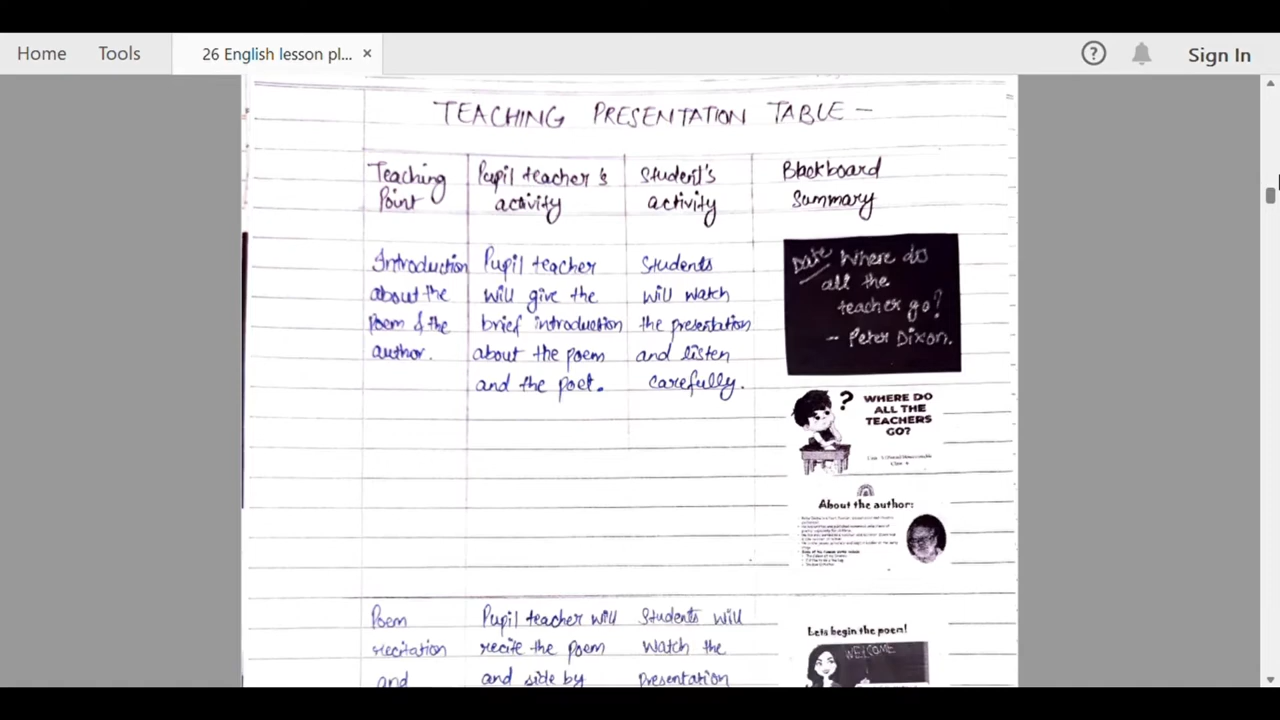 Home Tools 26 English lesson pl... × ? Sign In
TEACHING PRESENTATION TABLE —
Teaching Point
Pupil teacher's activity
Student's activity
Blackboard Summary
Introduction
about the
Poem & the
author.
Pupil teacher
will give the
brief introduction
about the poem
and the poet.
Students
will watch
the presentation
and listen
carefully.
Date Where do
all the
teacher go?
– Peter Dixon.
?
WHERE DO
ALL THE
TEACHERS
GO?
About the author:
Poem
recitation
and
Pupil teacher will
recite the poem
and side by
Students will
Watch the
Presentation
Lets begin the poem!
WELCOME